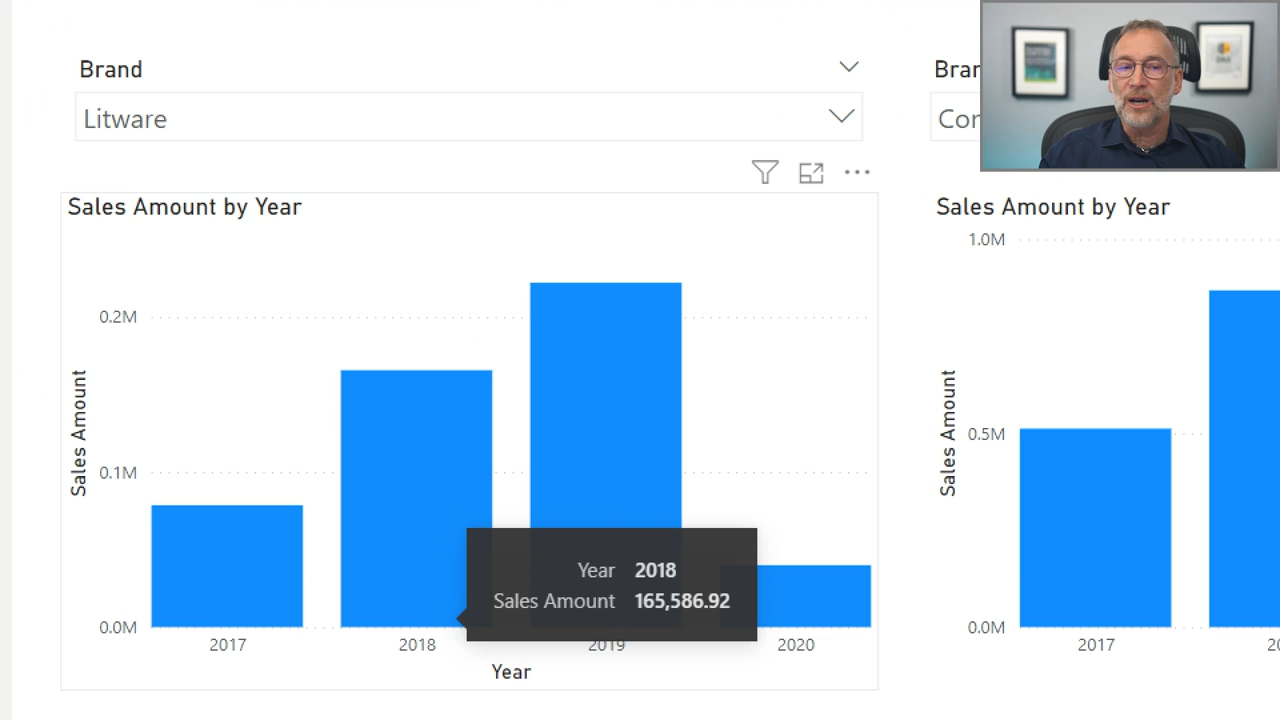 Brand
Litware
Sales Amount by Year
0.2M
0.1M
0.0M
Sales Amount
2017
2018
2019
2020
Year
Year 2018
Sales Amount 165,586.92
Bran
Con
Sales Amount by Year
1.0M
0.5M
0.0M
Sales Amount
2017
20